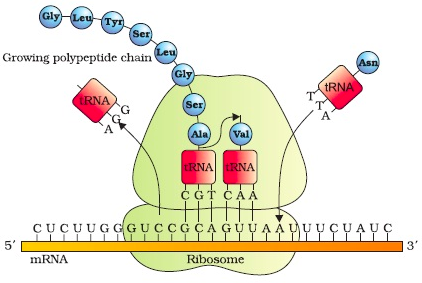 Gly Leu Tyr Ser Leu Gly Ser Ala
Growing polypeptide chain
Val
Asn
tRNA
G
G
A
tRNA
T
T
A
tRNA tRNA
C G T C A A
C U C U U G G G U C C G C A G U U A A U U U C U A U C
5′ 3′
mRNA Ribosome